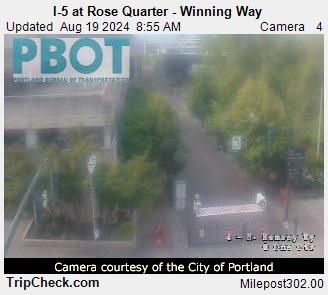 I-5 at Rose Quarter - Winning Way
Updated Aug 19 2024 8:55 AM Camera 4
PBOT
PORTLAND BUREAU OF TRANSPORTATION
Camera courtesy of the City of Portland
TripCheck.com Milepost302.00